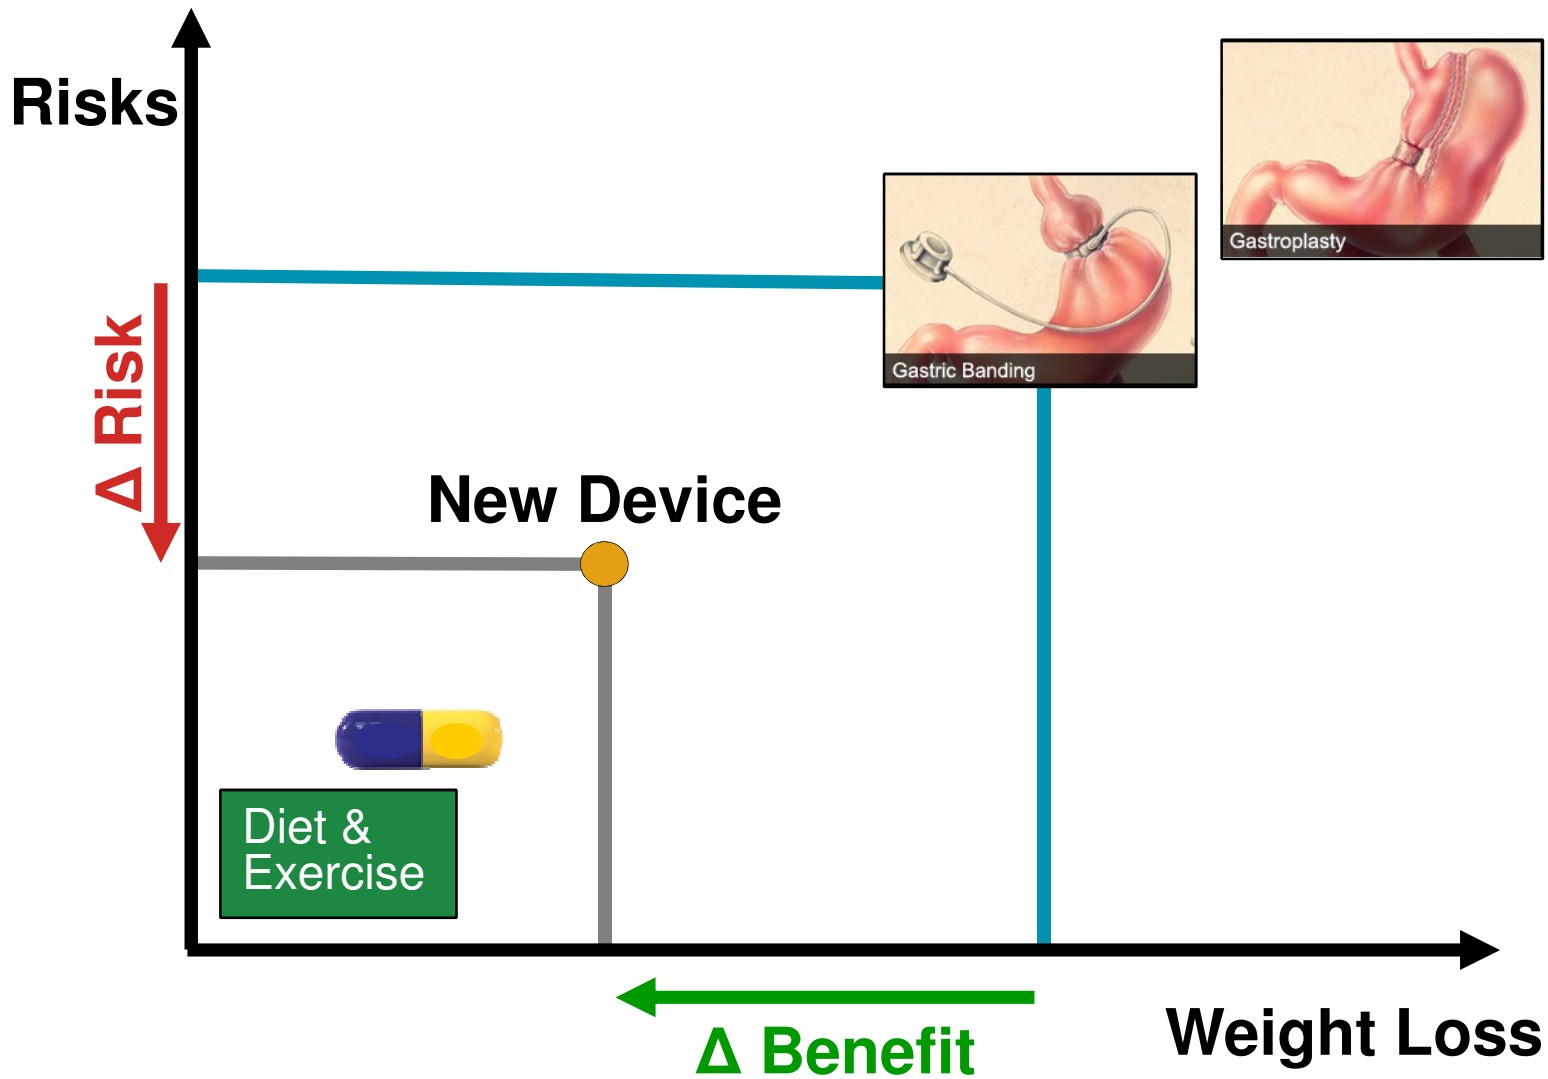 Risks
Gastroplasty
Gastric Banding
Δ Risk
New Device
Diet &
Exercise
Δ Benefit
Weight Loss